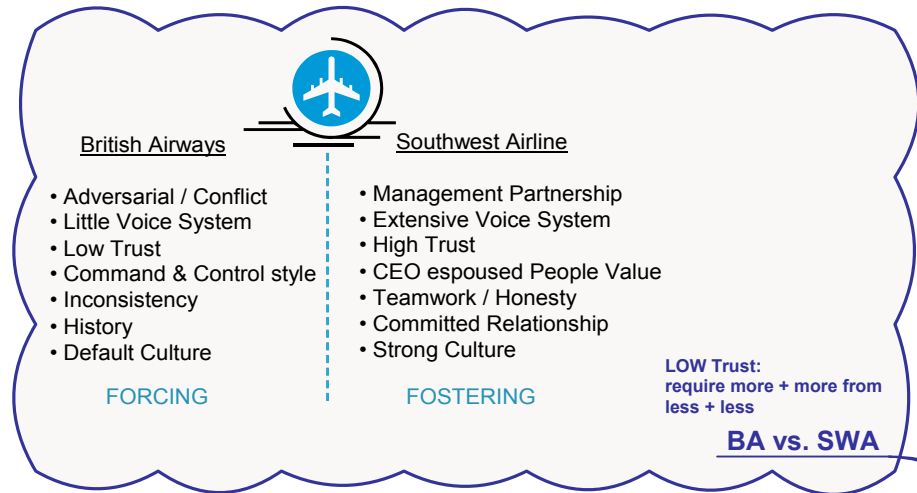 British Airways
• Adversarial / Conflict
• Little Voice System
• Low Trust
• Command & Control style
• Inconsistency
• History
• Default Culture
FORCING
Southwest Airline
• Management Partnership
• Extensive Voice System
• High Trust
• CEO espoused People Value
• Teamwork / Honesty
• Committed Relationship
• Strong Culture
FOSTERING
LOW Trust:
require more + more from
less + less
BA vs. SWA